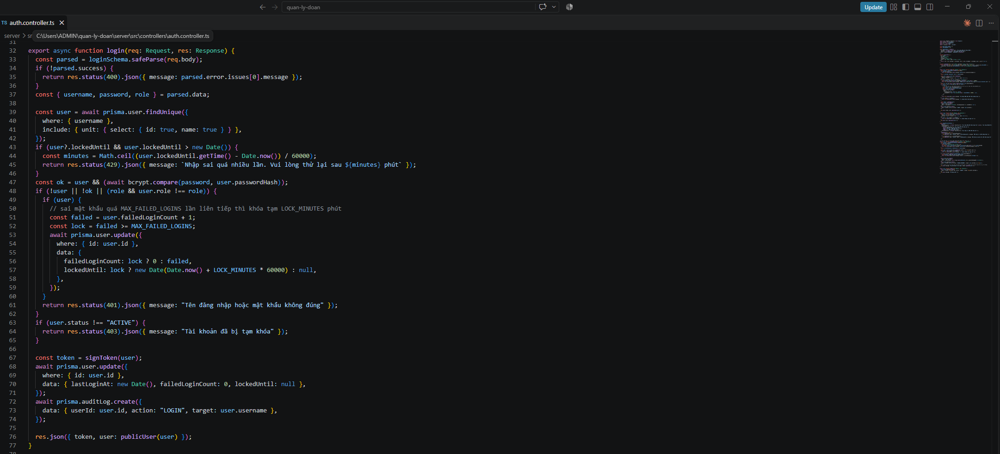 quan-ly-doan
Update
TS auth.controller.ts
server > sr C:\Users\ADMIN\quan-ly-doan\server\src\controllers\auth.controller.ts
31
32 export async function login(req: Request, res: Response) {
33   const parsed = loginSchema.safeParse(req.body);
34   if (!parsed.success) {
35     return res.status(400).json({ message: parsed.error.issues[0].message });
36   }
37   const { username, password, role } = parsed.data;
38
39   const user = await prisma.user.findUnique({
40     where: { username },
41     include: { unit: { select: { id: true, name: true } } },
42   });
43   if (user?.lockedUntil && user.lockedUntil > new Date()) {
44     const minutes = Math.ceil((user.lockedUntil.getTime() - Date.now()) / 60000);
45     return res.status(429).json({ message: `Nhập sai quá nhiều lần. Vui lòng thử lại sau ${minutes} phút` });
46   }
47   const ok = user && (await bcrypt.compare(password, user.passwordHash));
48   if (!user || !ok || (role && user.role !== role)) {
49     if (user) {
50       // sai mật khẩu quá MAX_FAILED_LOGINS lần liên tiếp thì khóa tạm LOCK_MINUTES phút
51       const failed = user.failedLoginCount + 1;
52       const lock = failed >= MAX_FAILED_LOGINS;
53       await prisma.user.update({
54         where: { id: user.id },
55         data: {
56           failedLoginCount: lock ? 0 : failed,
57           lockedUntil: lock ? new Date(Date.now() + LOCK_MINUTES * 60000) : null,
58         },
59       });
60     }
61     return res.status(401).json({ message: "Tên đăng nhập hoặc mật khẩu không đúng" });
62   }
63   if (user.status !== "ACTIVE") {
64     return res.status(403).json({ message: "Tài khoản đã bị tạm khóa" });
65   }
66
67   const token = signToken(user);
68   await prisma.user.update({
69     where: { id: user.id },
70     data: { lastLoginAt: new Date(), failedLoginCount: 0, lockedUntil: null },
71   });
72   await prisma.auditLog.create({
73     data: { userId: user.id, action: "LOGIN", target: user.username },
74   });
75
76   res.json({ token, user: publicUser(user) });
77 }
78